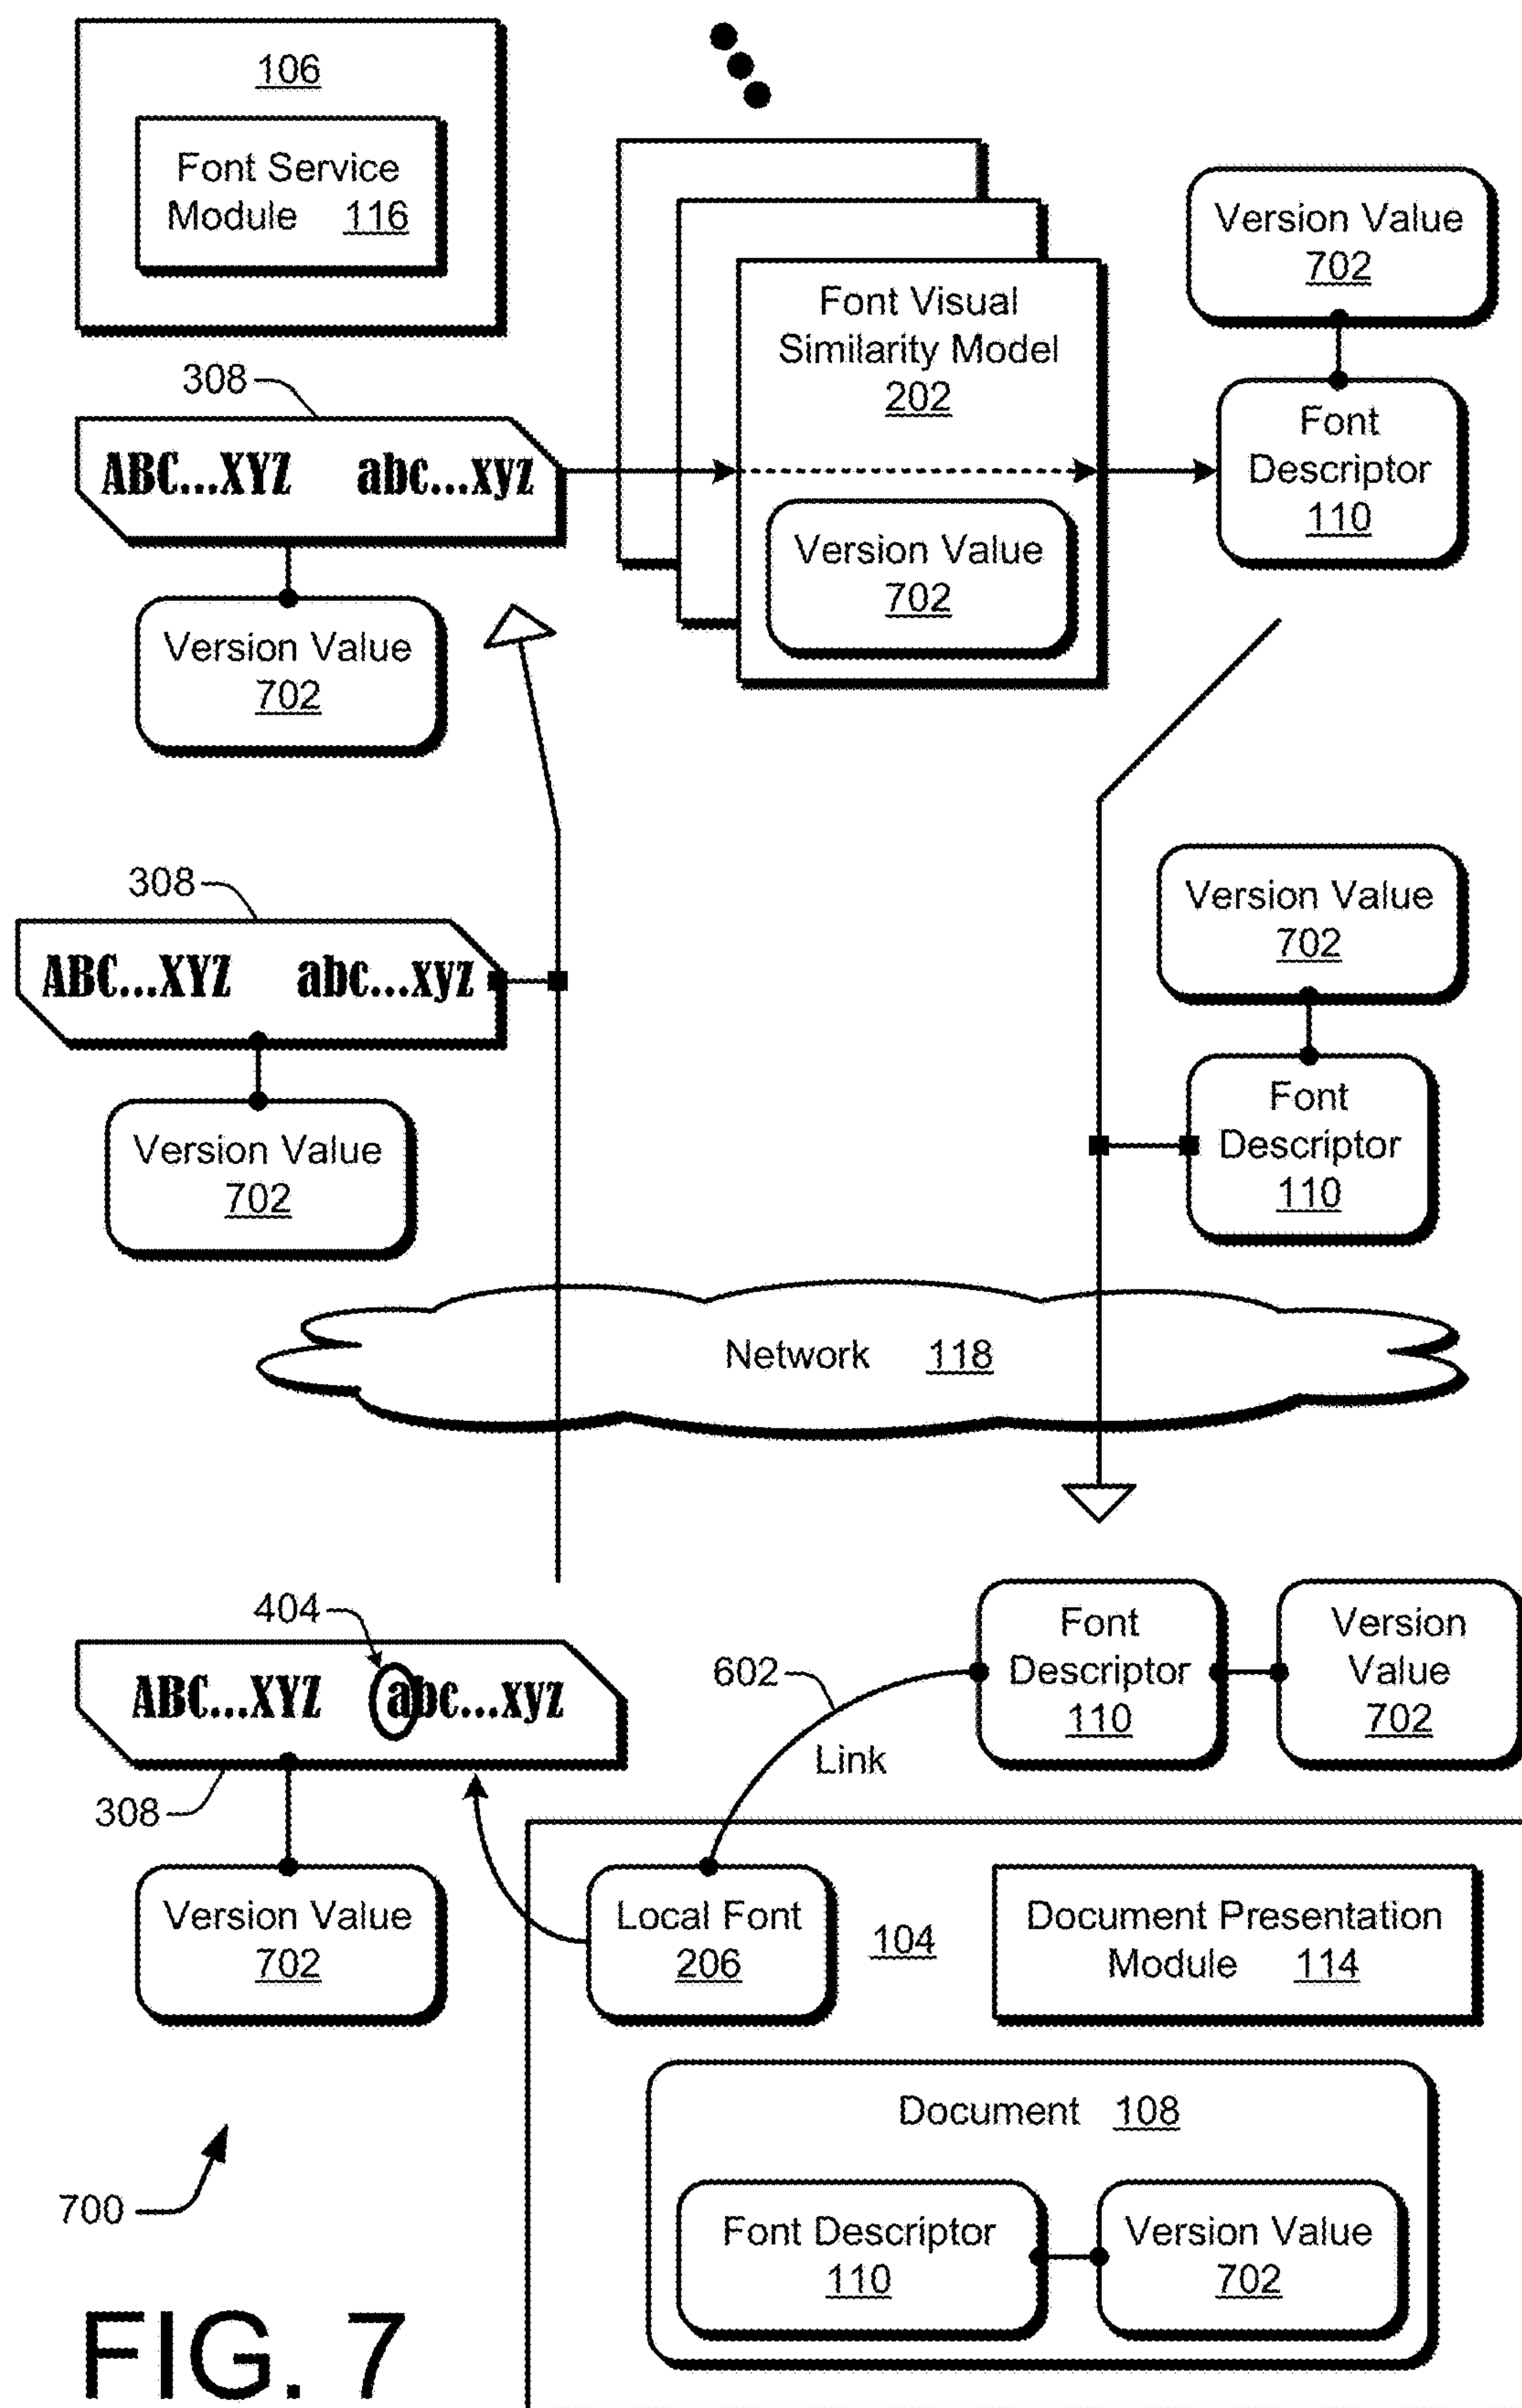 106
Font Service
Module 116
Version Value
702
Font Visual
Similarity Model
202
308
ABC...XYZ abc...xyz
Font
Descriptor
110
Version Value
702
Version Value
702
308
ABC...XYZ abc...xyz
Version Value
702
Version Value
702
Font
Descriptor
110
Network 118
404
ABC...XYZ abc...xyz
308
Version Value
702
602
Link
Font
Descriptor
110
Version
Value
702
Local Font
206
104
Document Presentation
Module 114
Document 108
Font Descriptor
110
Version Value
702
700
FIG. 7